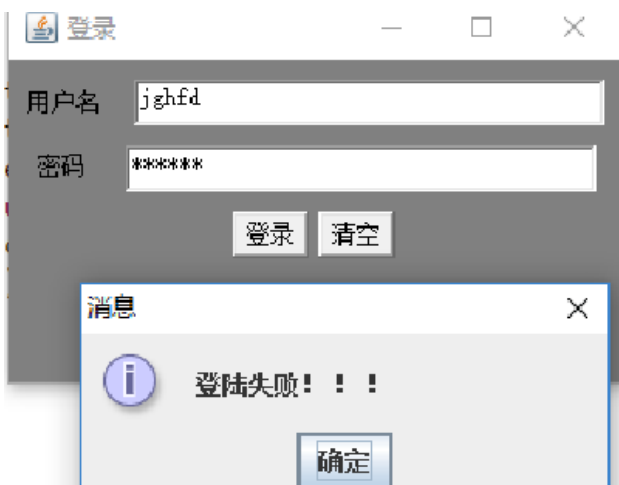 登录
用户名 jghfd
密码 ******
登录 清空
消息
登陆失败！！！
确定